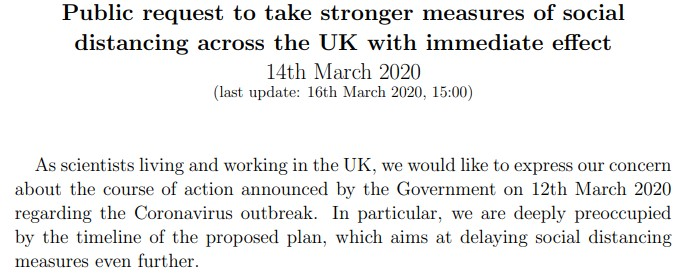 Public request to take stronger measures of social
distancing across the UK with immediate effect
14th March 2020
(last update: 16th March 2020, 15:00)
As scientists living and working in the UK, we would like to express our concern
about the course of action announced by the Government on 12th March 2020
regarding the Coronavirus outbreak. In particular, we are deeply preoccupied
by the timeline of the proposed plan, which aims at delaying social distancing
measures even further.